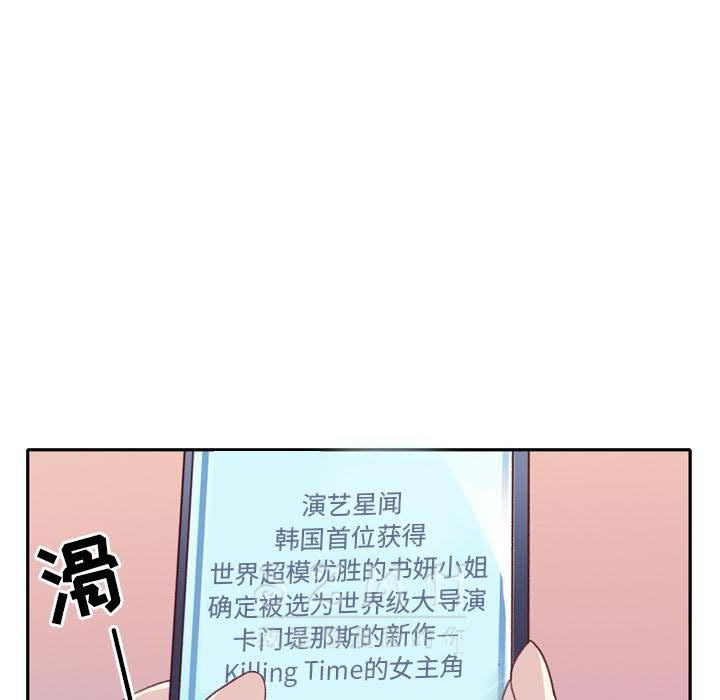 演艺星闻
韩国首位获得
世界超模优胜的书妍小姐
确定被选为世界级大导演
卡门堤那斯的新作—
Killing Time的女主角
滑